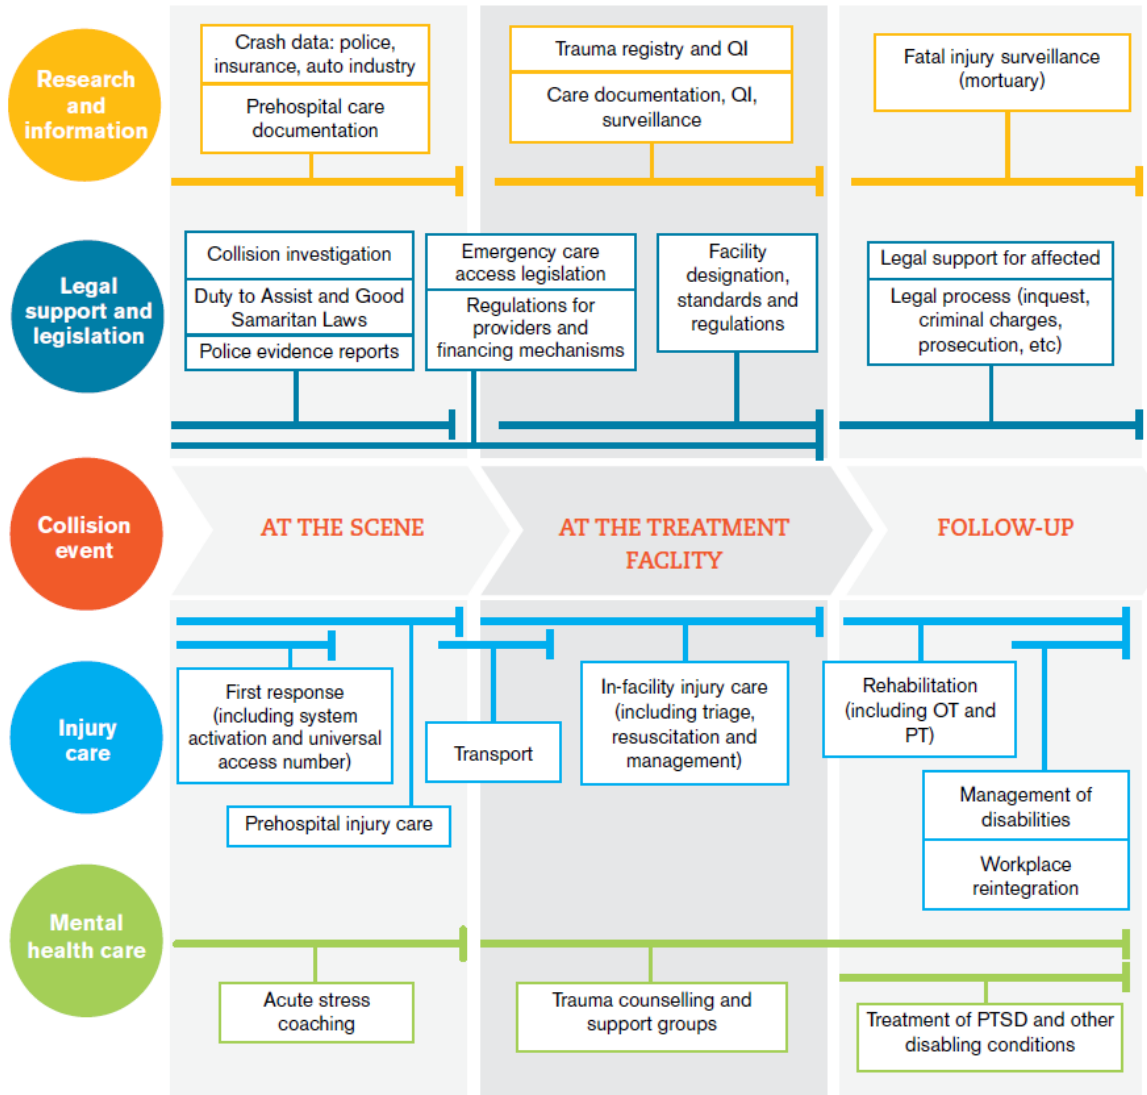 Research
and
information
Crash data: police,
insurance, auto industry
Prehospital care
documentation
Trauma registry and QI
Care documentation, QI,
surveillance
Fatal injury surveillance
(mortuary)
Legal
support and
legislation
Collision investigation
Duty to Assist and Good
Samaritan Laws
Police evidence reports
Emergency care
access legislation
Regulations for
providers and
financing mechanisms
Facility
designation,
standards and
regulations
Legal support for affected
Legal process (inquest,
criminal charges,
prosecution, etc)
Collision
event
AT THE SCENE
AT THE TREATMENT
FACLITY
FOLLOW-UP
Injury
care
First response
(including system
activation and universal
access number)
Prehospital injury care
Transport
In-facility injury care
(including triage,
resuscitation and
management)
Rehabilitation
(including OT and
PT)
Management of
disabilities
Workplace
reintegration
Mental
health care
Acute stress
coaching
Trauma counselling and
support groups
Treatment of PTSD and other
disabling conditions